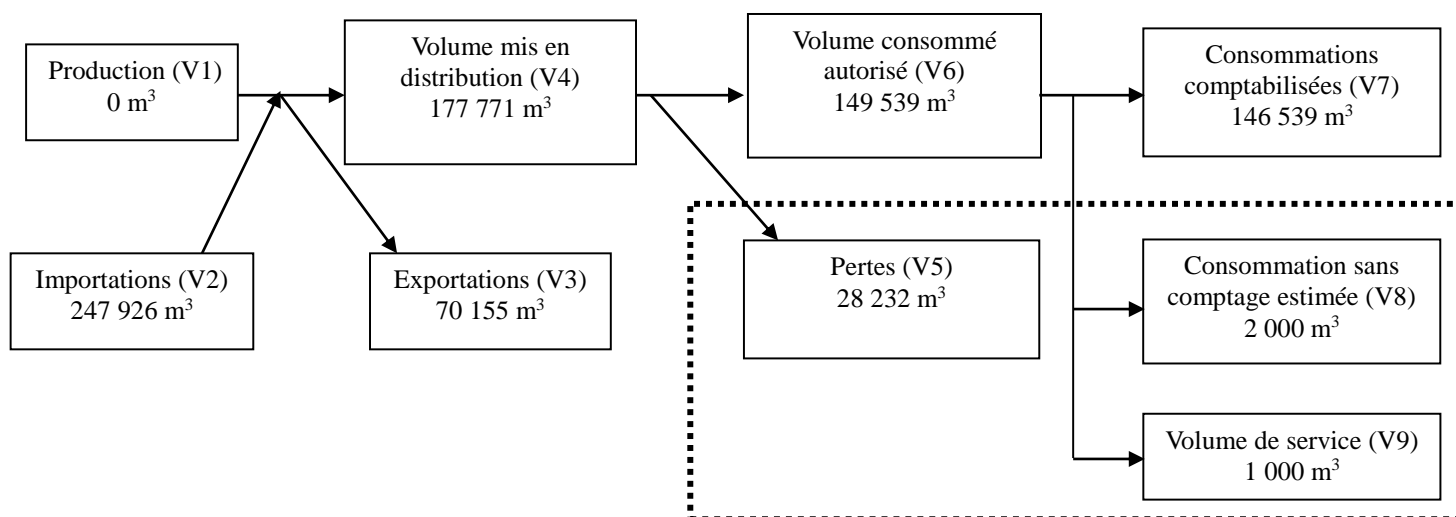 Production (V1)
0 m³
Volume mis en
distribution (V4)
177 771 m³
Volume consommé
autorisé (V6)
149 539 m³
Consommations
comptabilisées (V7)
146 539 m³
Importations (V2)
247 926 m³
Exportations (V3)
70 155 m³
Pertes (V5)
28 232 m³
Consommation sans
comptage estimée (V8)
2 000 m³
Volume de service (V9)
1 000 m³